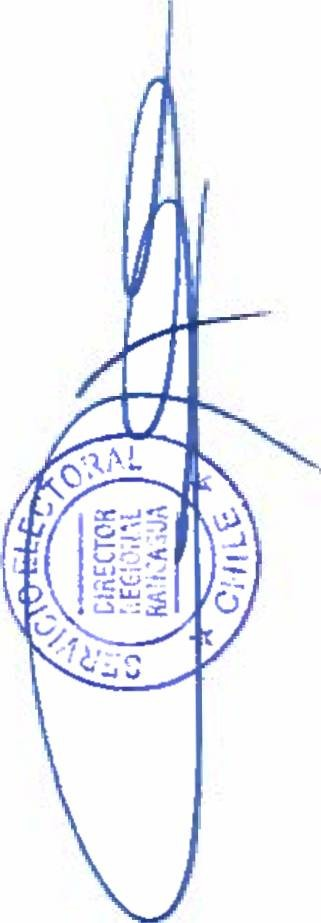 SERVICIO ELECTORAL
★ CHILE ★
DIRECTOR
REGIONAL
RANCAGUA